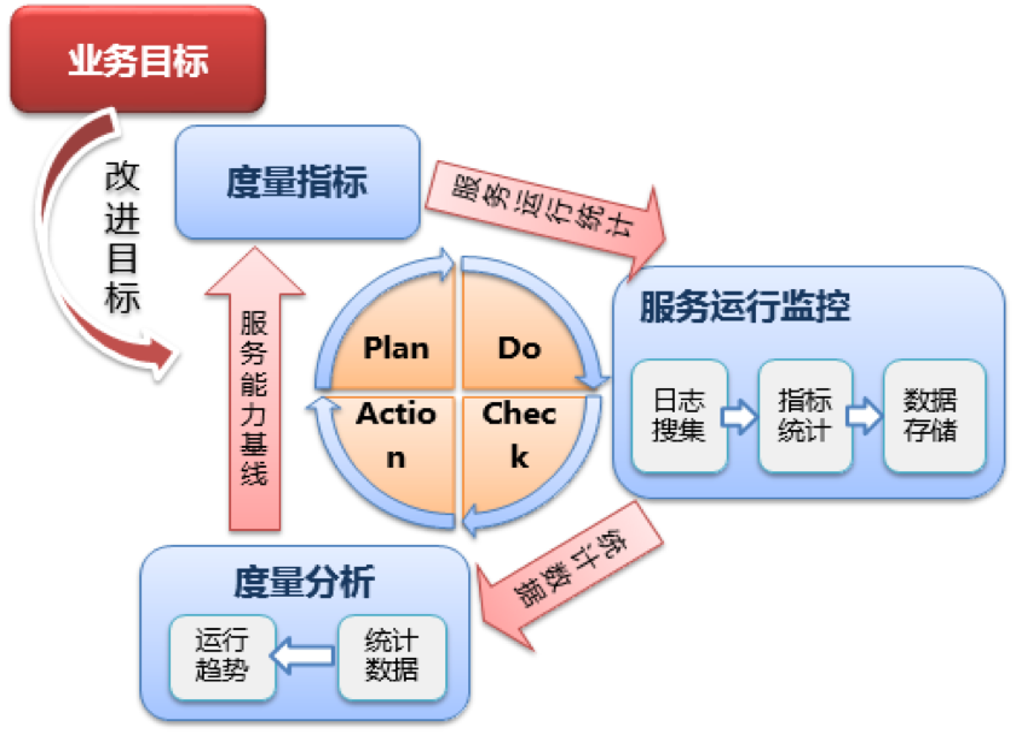 业务目标
改
进
目
标
度量指标
服务运行统计
服
务
能
力
基
线
Plan
Do
Actio
n
Chec
k
服务运行监控
日志
搜集
指标
统计
数据
存储
统计
数据
度量分析
运行
趋势
统计
数据